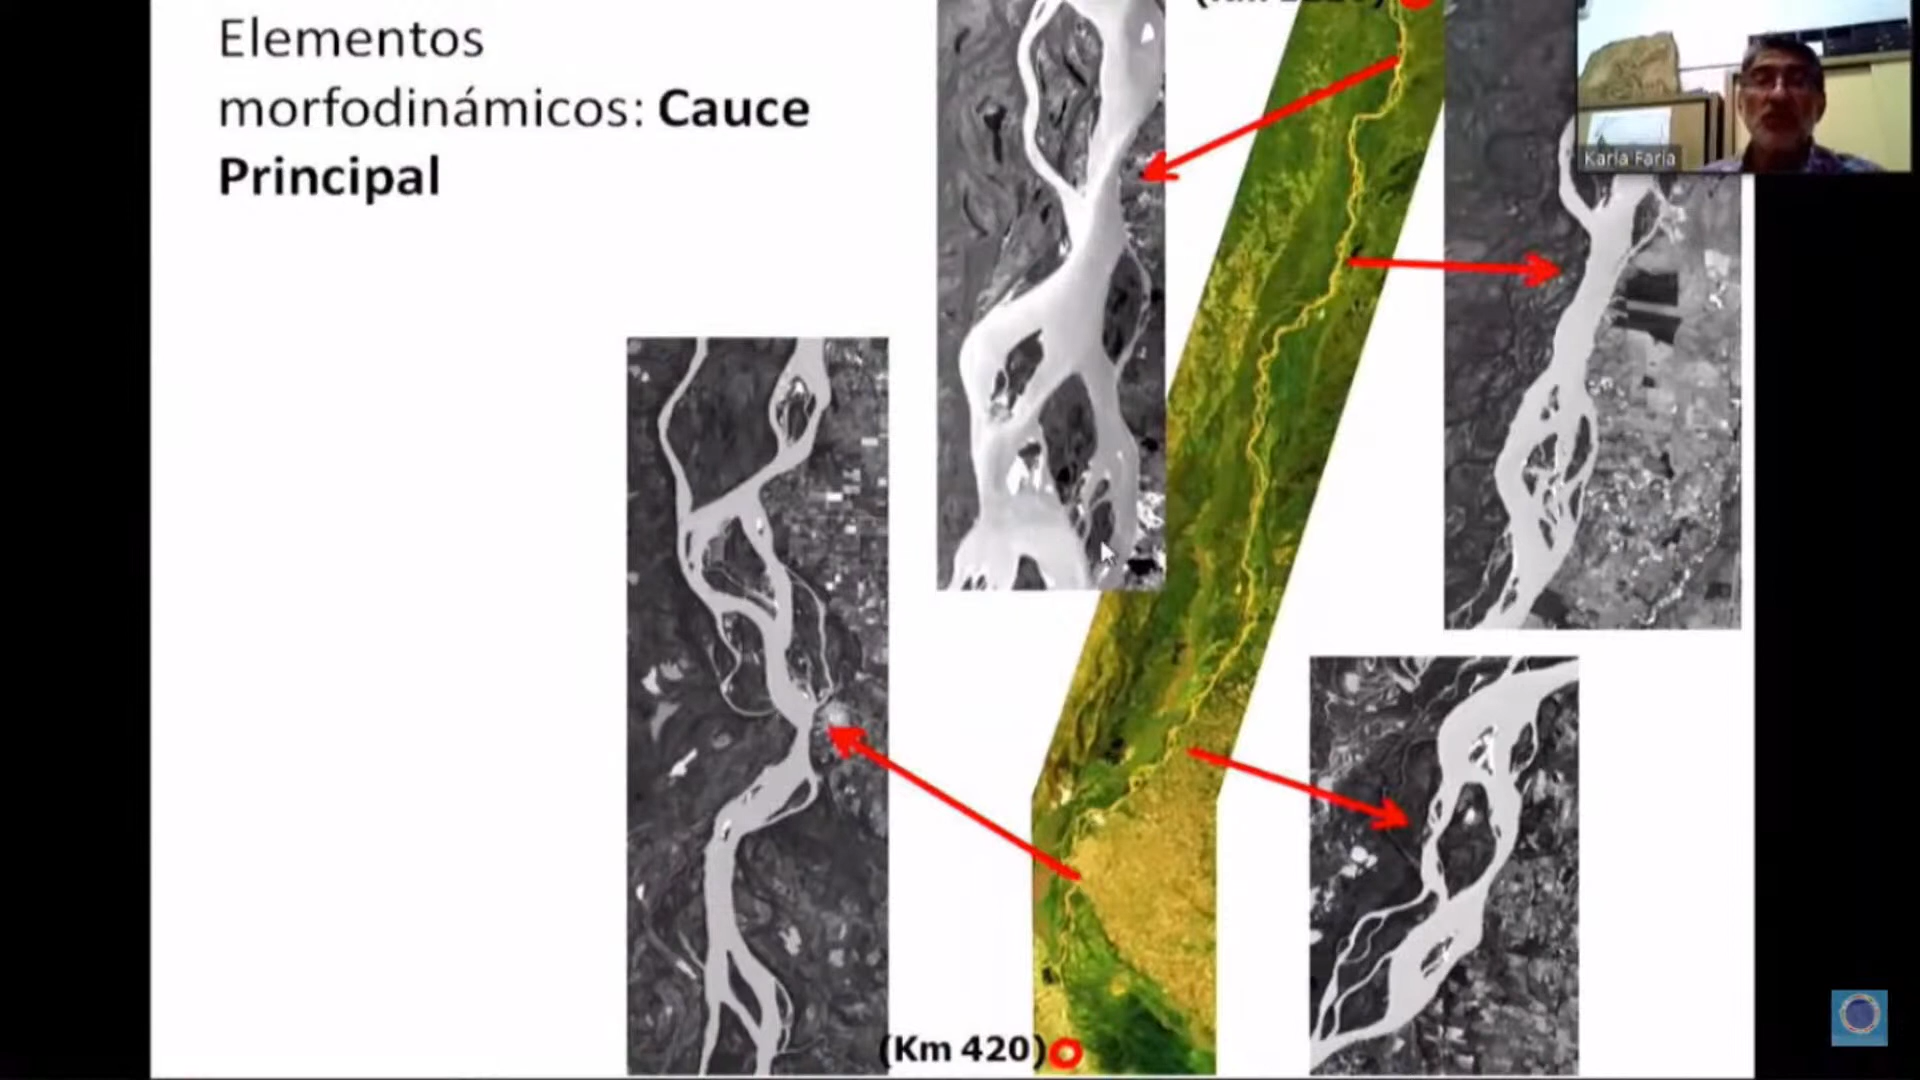 Elementos
morfodinámicos: Cauce
Principal
Karla Faria
(Km 420)